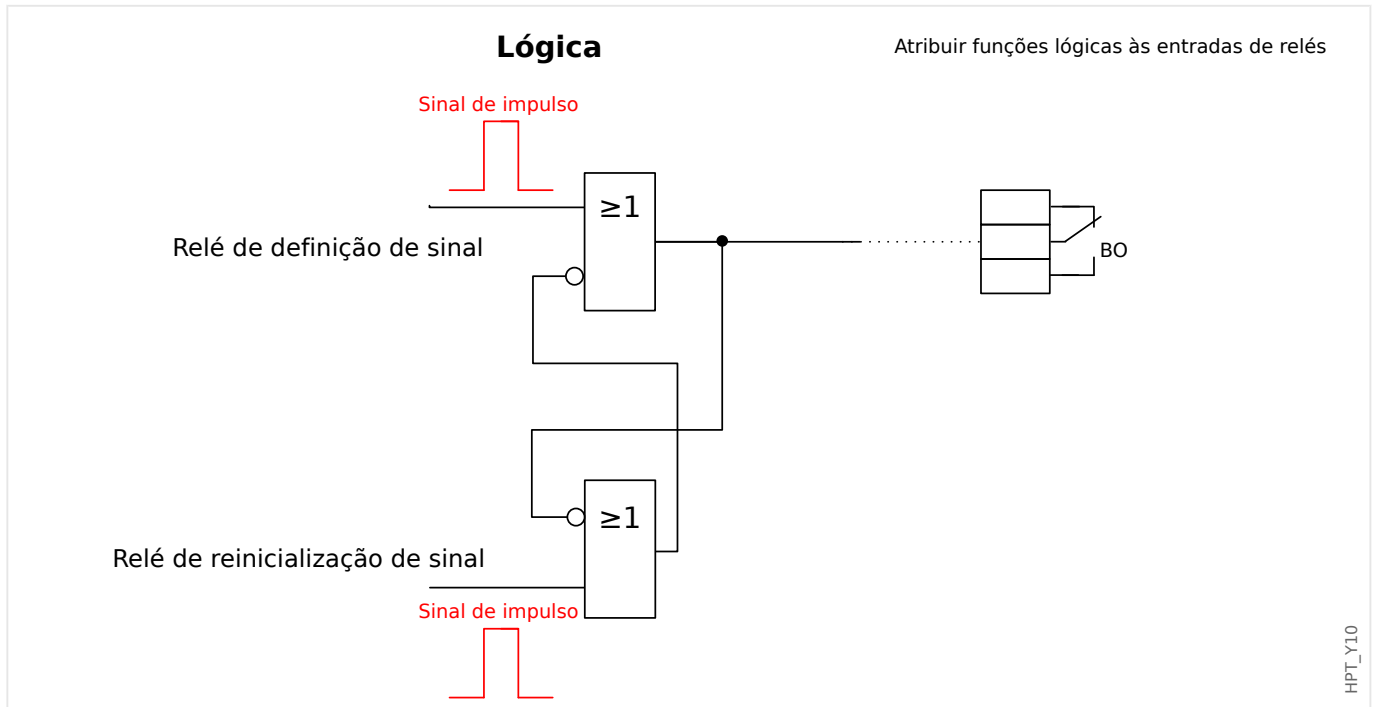 Lógica
Atribuir funções lógicas às entradas de relés
Sinal de impulso
≥1
Relé de definição de sinal
BO
≥1
Relé de reinicialização de sinal
Sinal de impulso
HPT_Y10